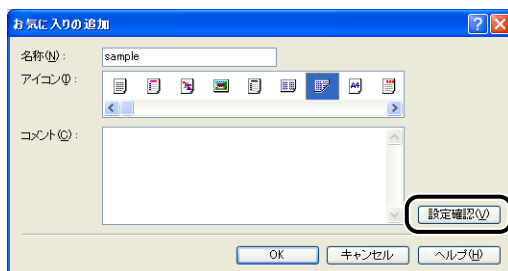 お気に入りの追加
名称(N):
sample
アイコン(I):
A4
コメント(C):
設定確認(V)
OK
キャンセル
ヘルプ(H)